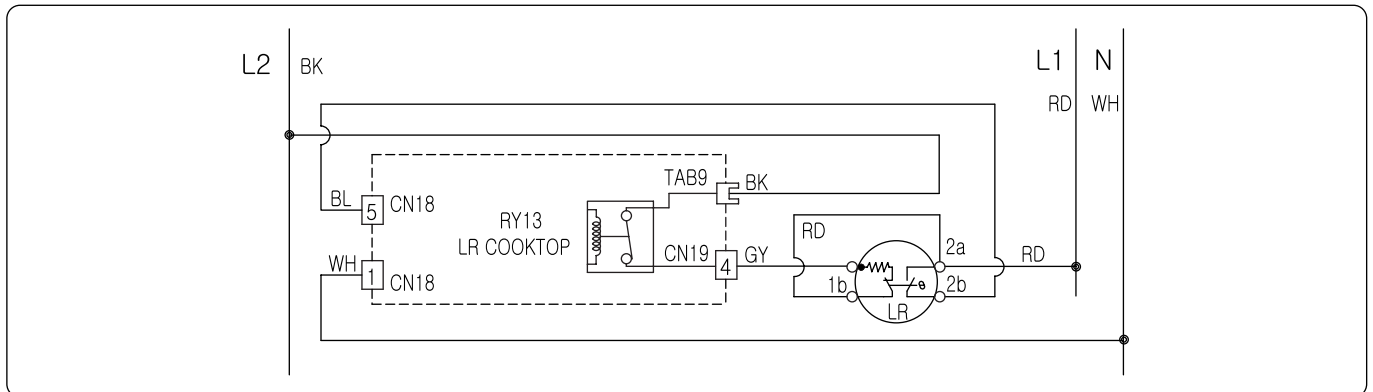 L2 BK L1 N
RD WH
TAB9 BK
BL 5 CN18
RY13
LR COOKTOP
RD
CN19 4 GY 2a RD
WH 1 CN18
1b θ 2b
LR